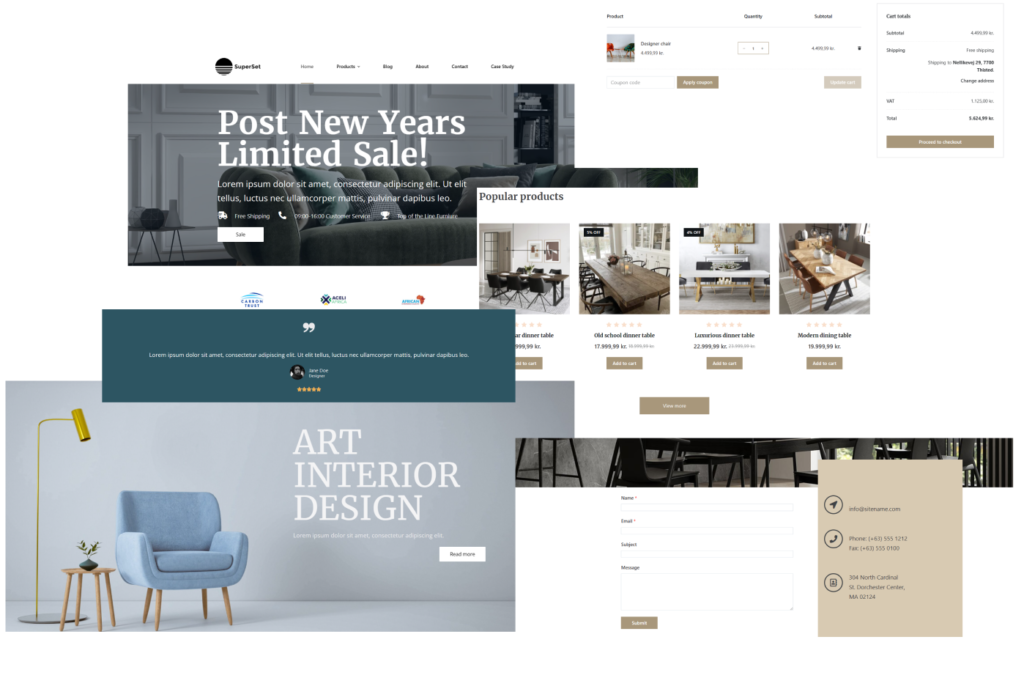 SuperSet
Home
Products
Blog
About
Contact
Case Study
Post New Years
Limited Sale!
Lorem ipsum dolor sit amet, consectetur adipiscing elit. Ut elit
tellus, luctus nec ullamcorper mattis, pulvinar dapibus leo.
Free Shipping
09:00-16:00 Customer Service
Top of the Line Furniture
Sale
CARBON
TRUST
ACELI
AFRICA
AFRICAN
Product
Quantity
Subtotal
Designer chair
4.499,99 kr.
- 1 +
4.499,99 kr.
Coupon code
Apply coupon
Update cart
Cart totals
Subtotal
4.499,99 kr.
Shipping
Free shipping
Shipping to Netlikevej 29, 7700
Thisted.
Change address
VAT
1.125,00 kr.
Total
5.624,99 kr.
Proceed to checkout
Popular products
5% OFF
4% OFF
ar dinner table
999,99 kr.
to cart
Old school dinner table
17.999,99 kr. 18.999,99 kr.
Add to cart
Luxurious dinner table
22.999,99 kr. 23.999,99 kr.
Add to cart
Modern dining table
19.999,99 kr.
Add to cart
View more
Lorem ipsum dolor sit amet, consectetur adipiscing elit. Ut elit tellus, luctus nec ullamcorper mattis, pulvinar dapibus leo.
Jane Doe
Designer
ART
INTERIOR
DESIGN
Lorem ipsum dolor sit amet, consectetur adipiscing elit.
Read more
Name *
Email *
Subject
Message
Submit
info@sitename.com
Phone: (+63) 555 1212
Fax: (+63) 555 0100
304 North Cardinal
St. Dorchester Center,
MA 02124